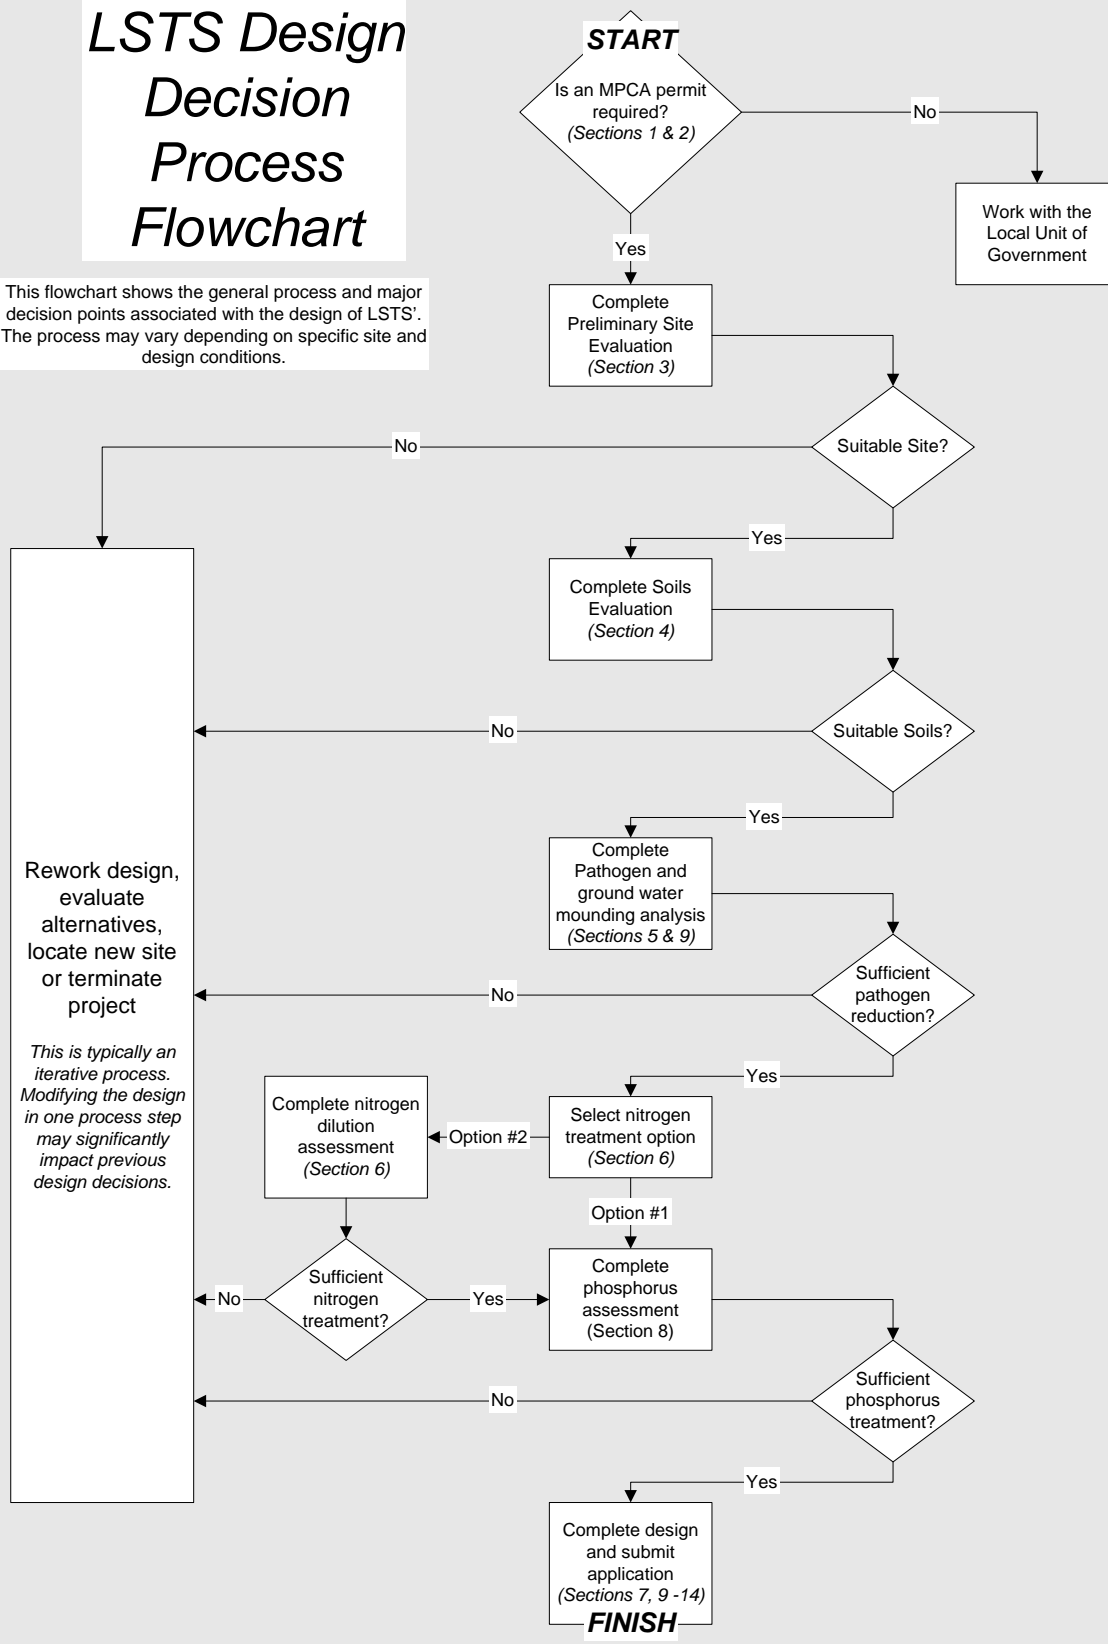 LSTS Design
Decision
Process
Flowchart
This flowchart shows the general process and major
decision points associated with the design of LSTS'.
The process may vary depending on specific site and
design conditions.
START
Is an MPCA permit
required?
(Sections 1 & 2)
No
Work with the
Local Unit of
Government
Yes
Complete
Preliminary Site
Evaluation
(Section 3)
Suitable Site?
No
Yes
Complete Soils
Evaluation
(Section 4)
Suitable Soils?
No
Yes
Complete
Pathogen and
ground water
mounding analysis
(Sections 5 & 9)
Sufficient
pathogen
reduction?
No
Yes
Rework design,
evaluate
alternatives,
locate new site
or terminate
project
This is typically an
iterative process.
Modifying the design
in one process step
may significantly
impact previous
design decisions.
Select nitrogen
treatment option
(Section 6)
Option #2
Complete nitrogen
dilution
assessment
(Section 6)
Option #1
Sufficient
nitrogen
treatment?
No
Yes
Complete
phosphorus
assessment
(Section 8)
Sufficient
phosphorus
treatment?
No
Yes
Complete design
and submit
application
(Sections 7, 9 -14)
FINISH